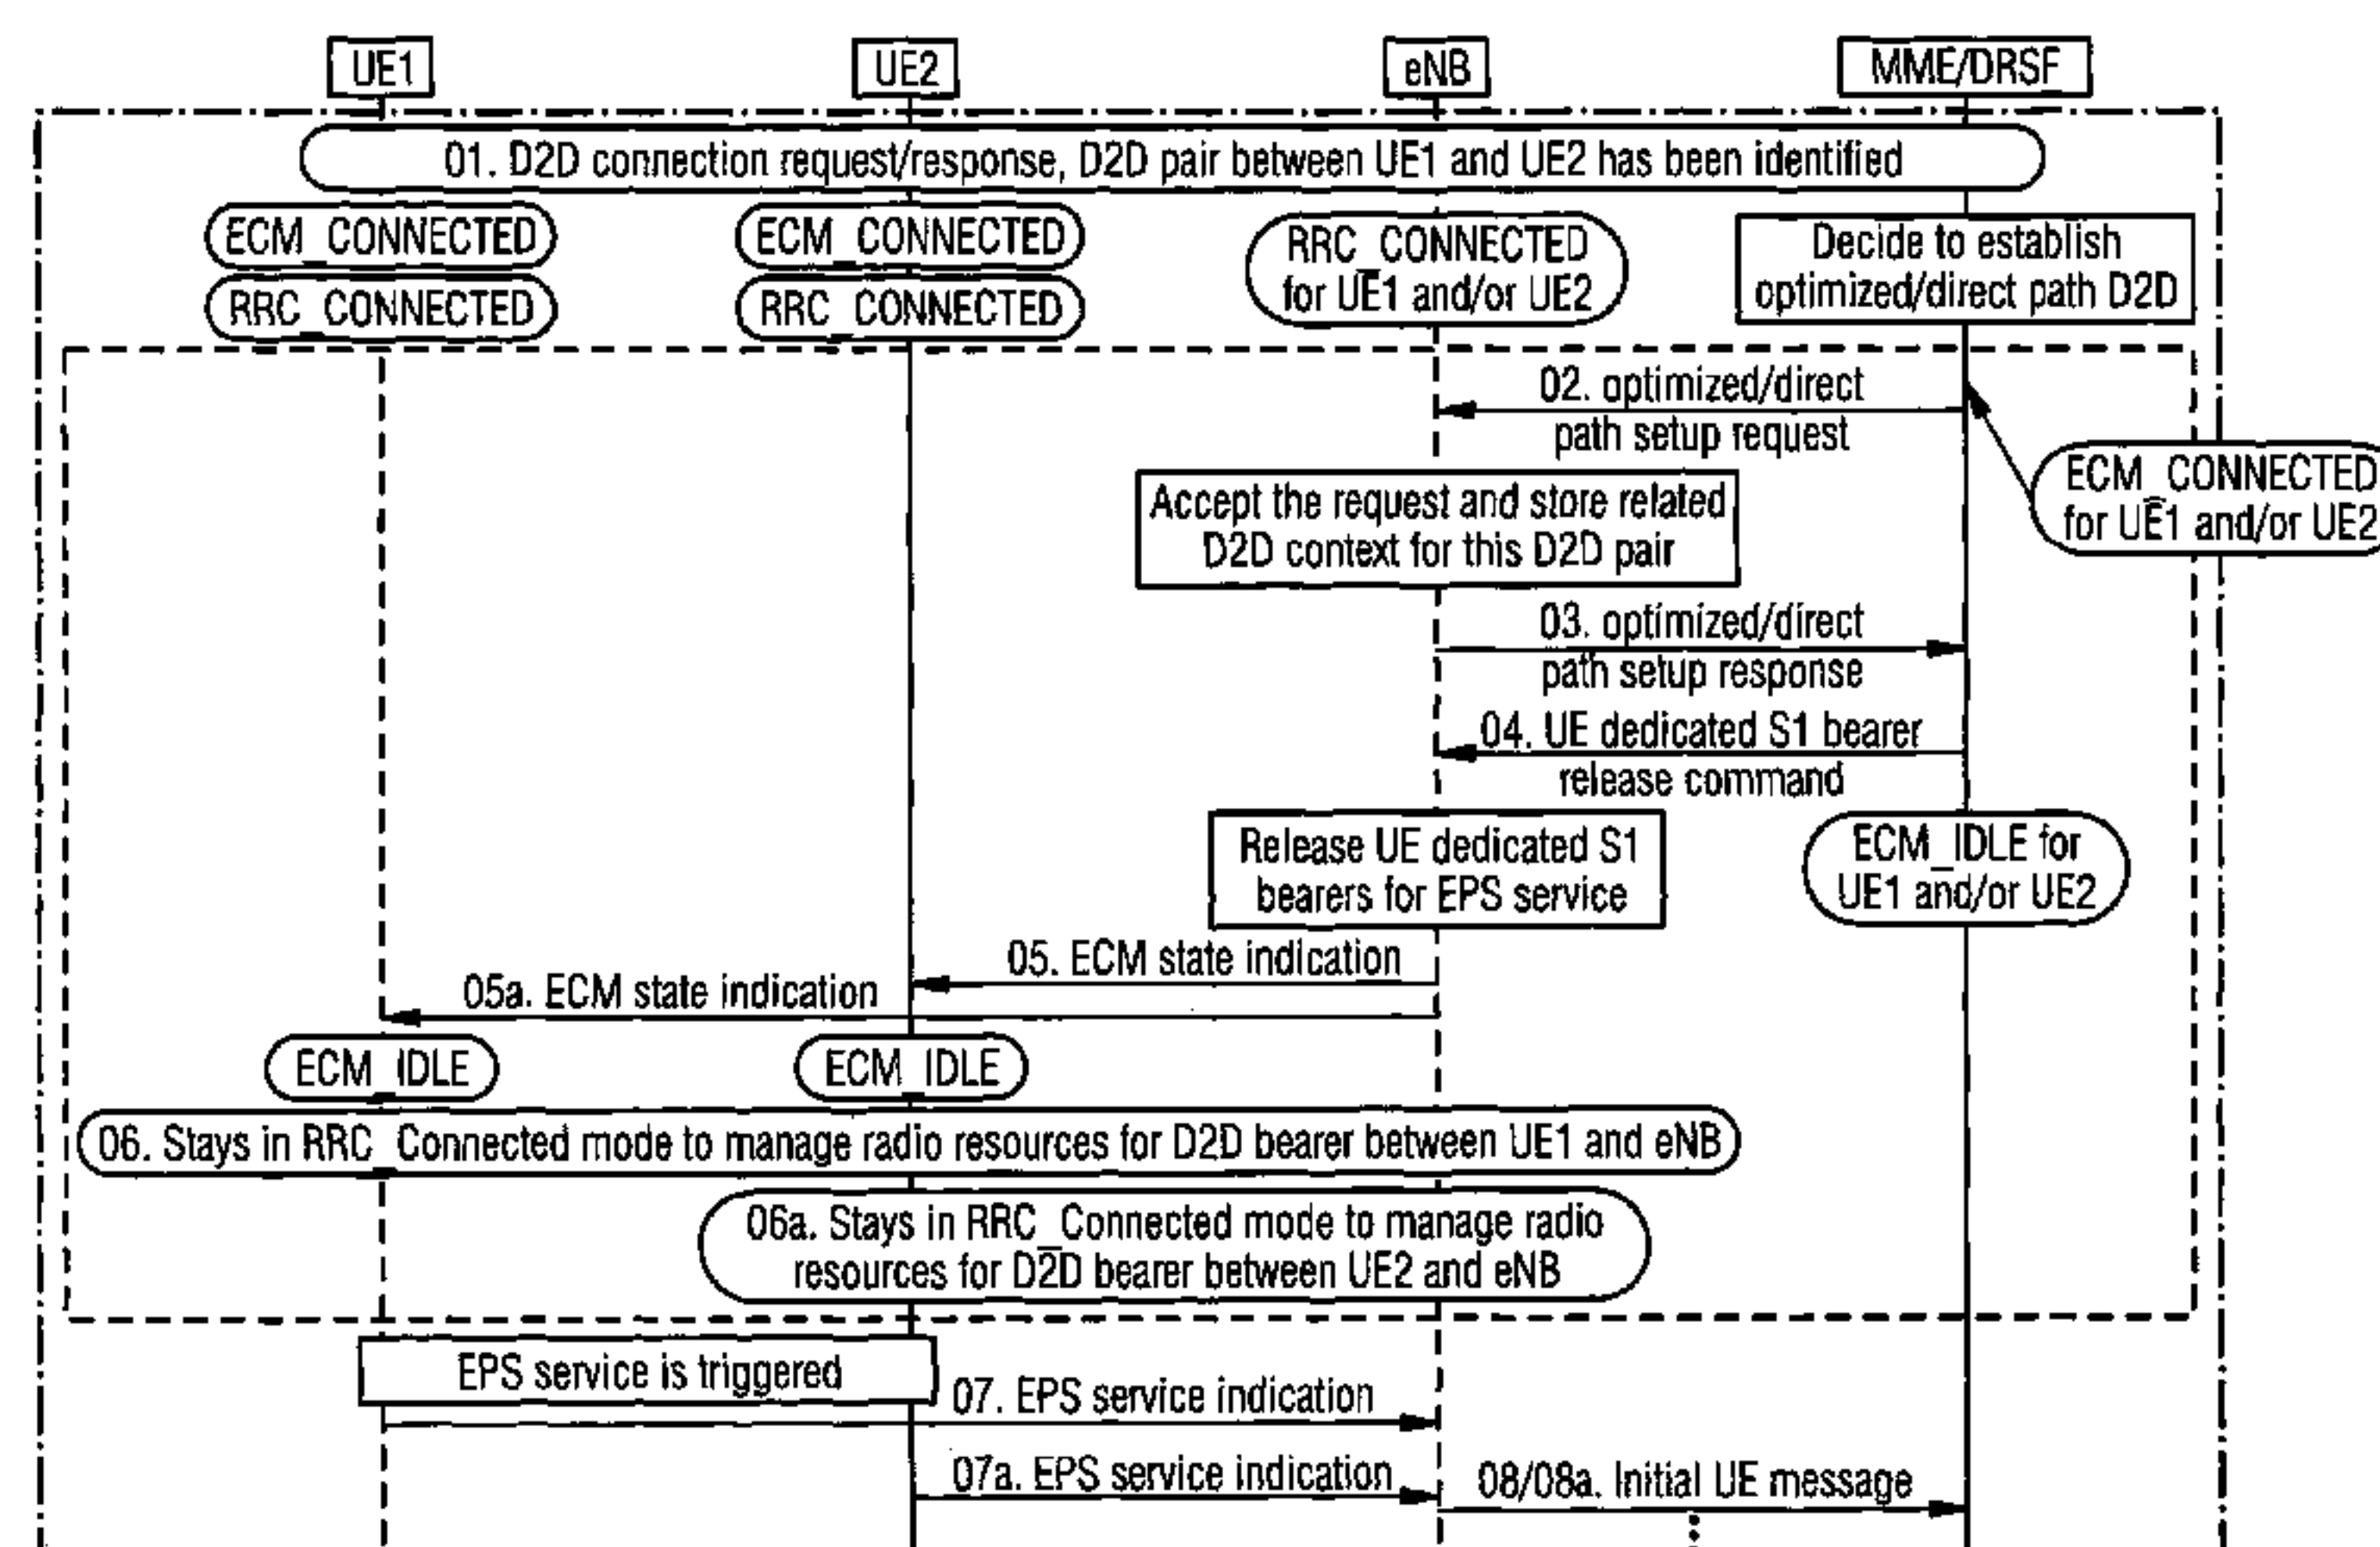 UE1
UE2
eNB
MME/DRSF
01. D2D connection request/response, D2D pair between UE1 and UE2 has been identified
ECM_CONNECTED
ECM_CONNECTED
RRC_CONNECTED
for UE1 and/or UE2
Decide to establish
optimized/direct path D2D
RRC_CONNECTED
RRC_CONNECTED
02. optimized/direct
path setup request
ECM_CONNECTED
for UE1 and/or UE2
Accept the request and store related
D2D context for this D2D pair
03. optimized/direct
path setup response
04. UE dedicated S1 bearer
release command
Release UE dedicated S1
bearers for EPS service
ECM_IDLE for
UE1 and/or UE2
05. ECM state indication
05a. ECM state indication
ECM_IDLE
ECM_IDLE
06. Stays in RRC_Connected mode to manage radio resources for D2D bearer between UE1 and eNB
06a. Stays in RRC_Connected mode to manage radio
resources for D2D bearer between UE2 and eNB
EPS service is triggered
07. EPS service indication
07a. EPS service indication
08/08a. Initial UE message